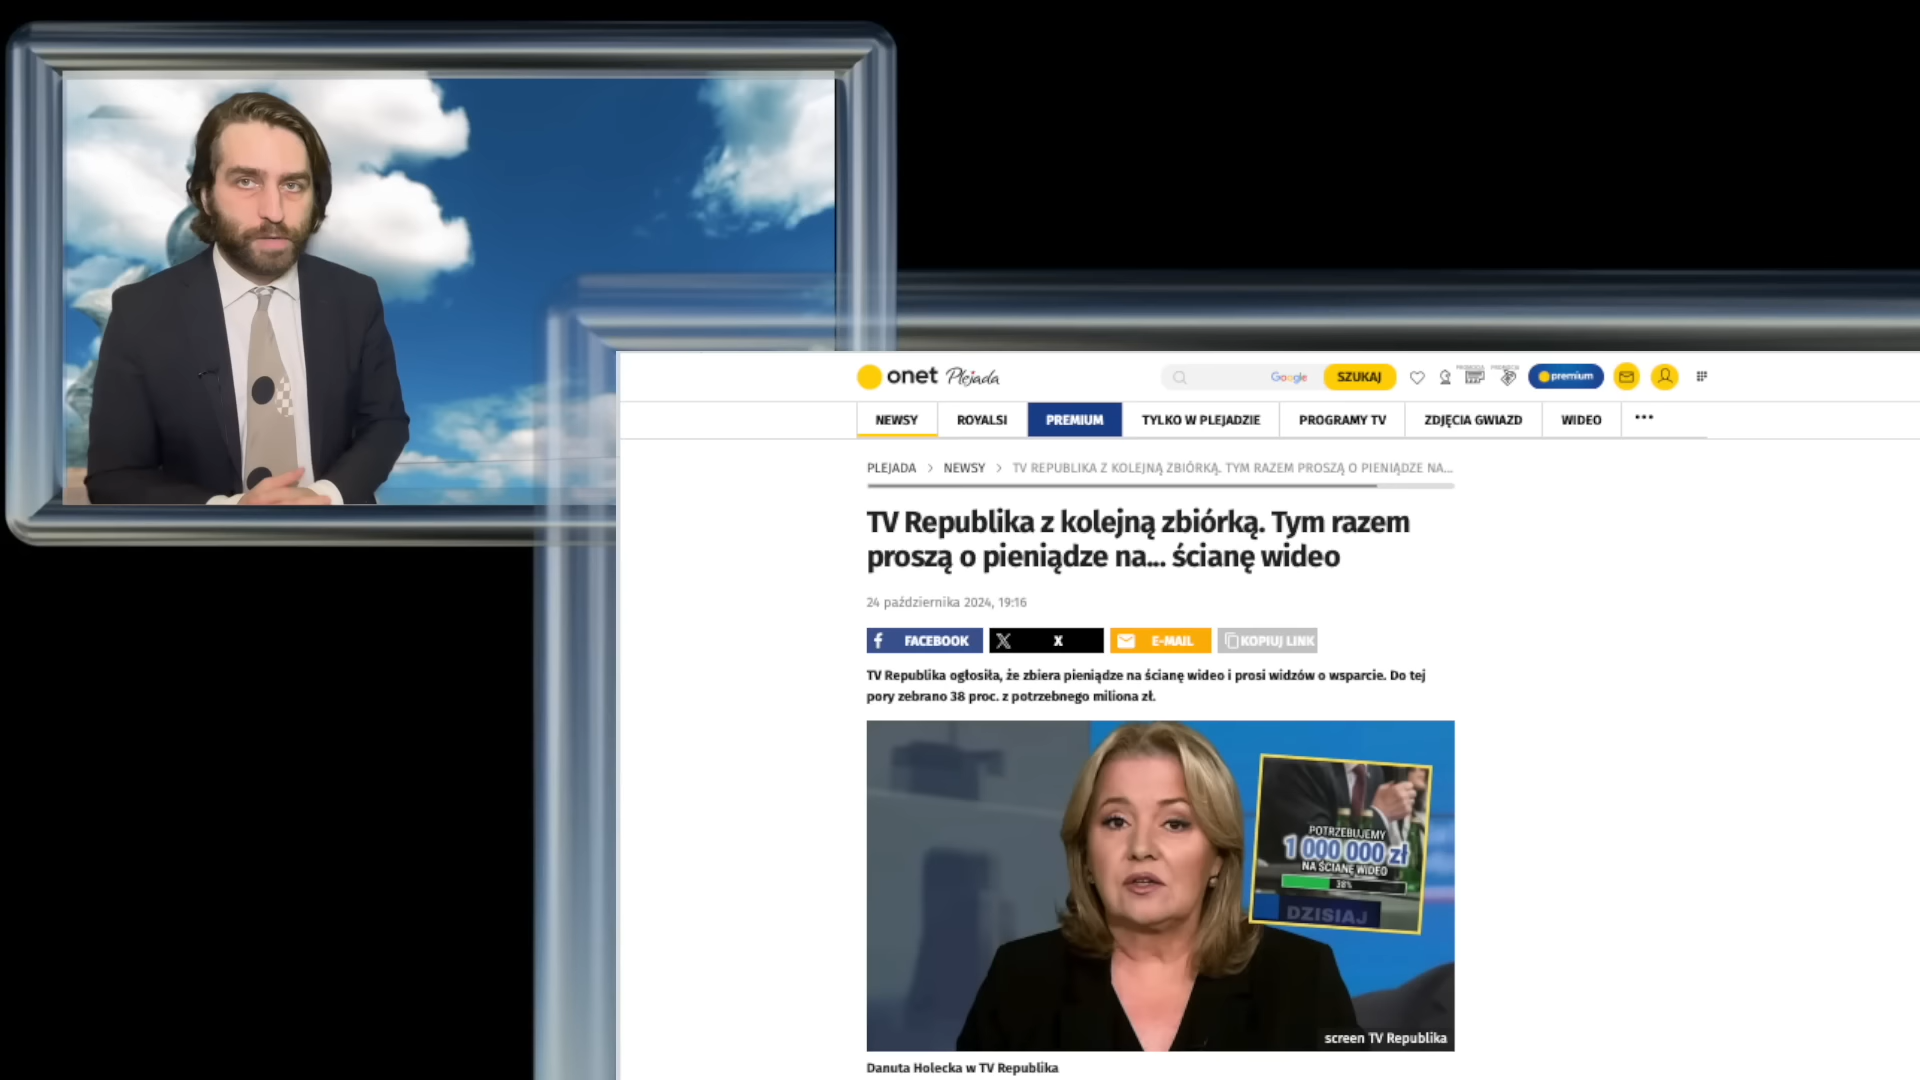 onet Plejada
Google
SZUKAJ
premium
NEWSY
ROYALSI
PREMIUM
TYLKO W PLEJADZIE
PROGRAMY TV
ZDJĘCIA GWIAZD
WIDEO
PLEJADA > NEWSY > TV REPUBLIKA Z KOLEJNĄ ZBIÓRKĄ. TYM RAZEM PROSZĄ O PIENIĄDZE NA...
TV Republika z kolejną zbiórką. Tym razem
proszą o pieniądze na... ścianę wideo
24 października 2024, 19:16
FACEBOOK
X
E-MAIL
KOPIUJ LINK
TV Republika ogłosiła, że zbiera pieniądze na ścianę wideo i prosi widzów o wsparcie. Do tej
pory zebrano 38 proc. z potrzebnego miliona zł.
POTRZEBUJEMY
1 000 000 zł
NA ŚCIANĘ WIDEO
38%
DZISIAJ
screen TV Republika
Danuta Holecka w TV Republika